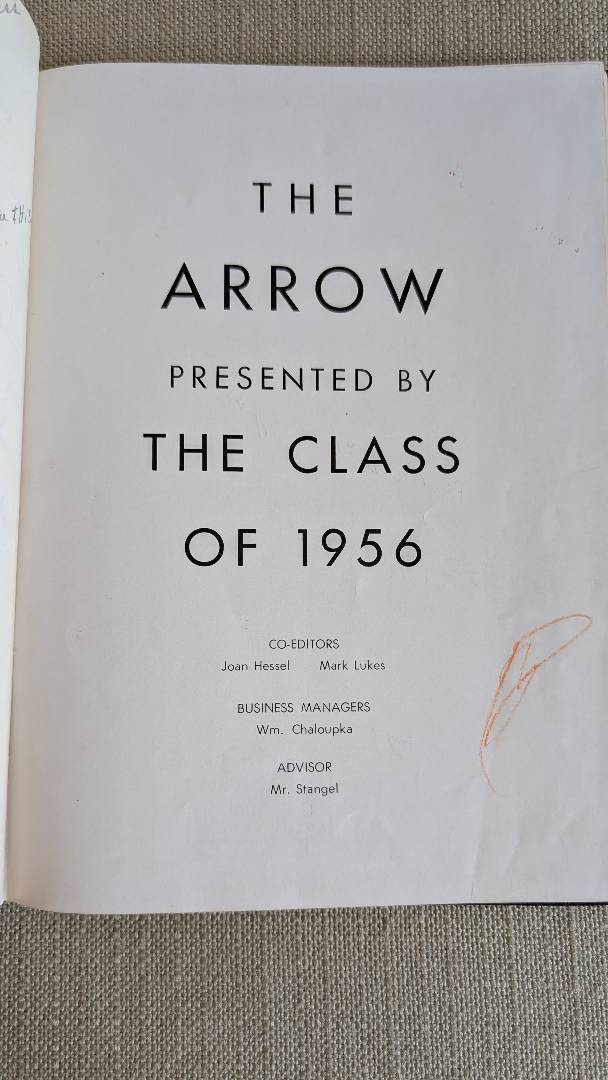 THE
ARROW
PRESENTED BY
THE CLASS
OF 1956
CO-EDITORS
Joan Hessel Mark Lukes
BUSINESS MANAGERS
Wm. Chaloupka
ADVISOR
Mr. Stangel